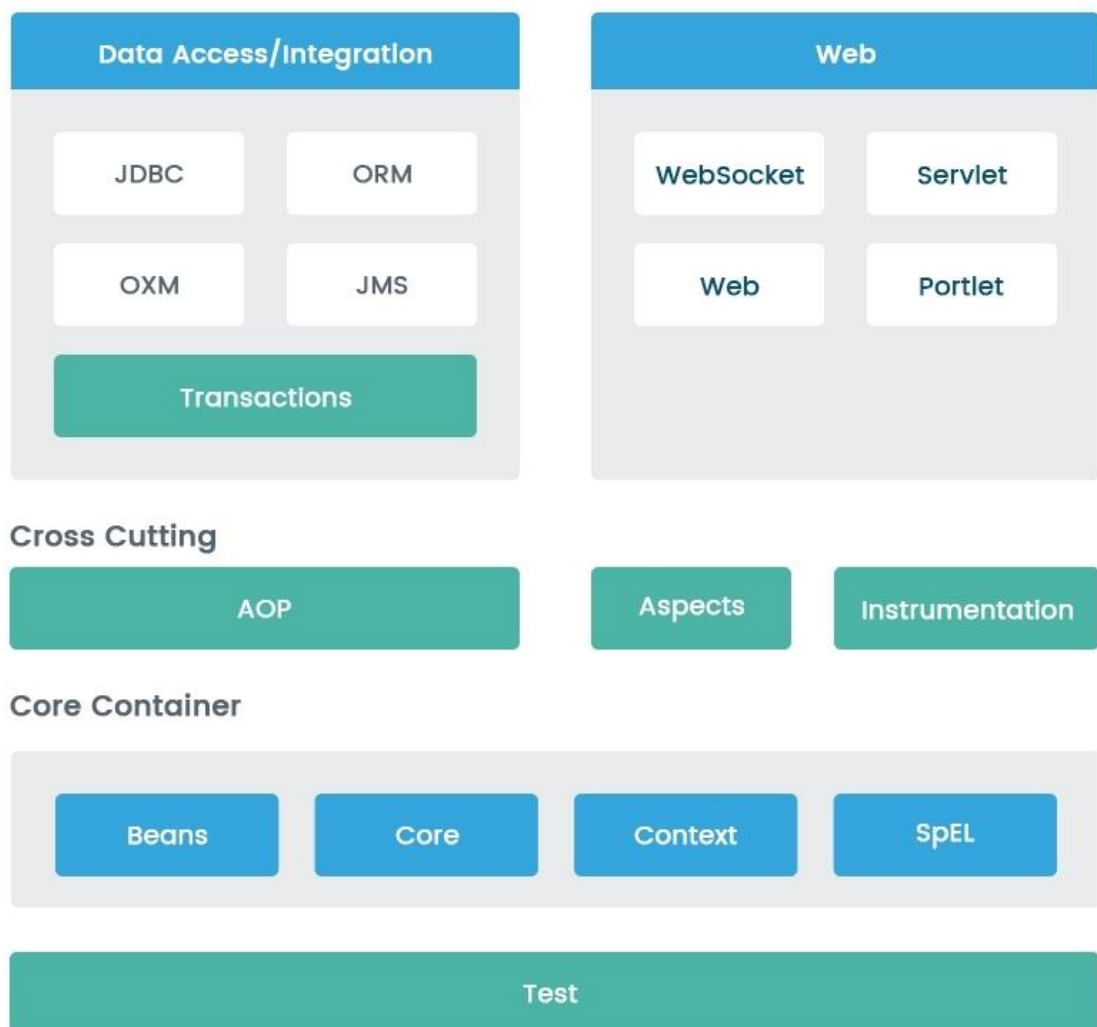 Data Access/Integration
Web
JDBC
ORM
WebSocket
Servlet
OXM
JMS
Web
Portlet
Transactions
Cross Cutting
AOP
Aspects
Instrumentation
Core Container
Beans
Core
Context
SpEL
Test